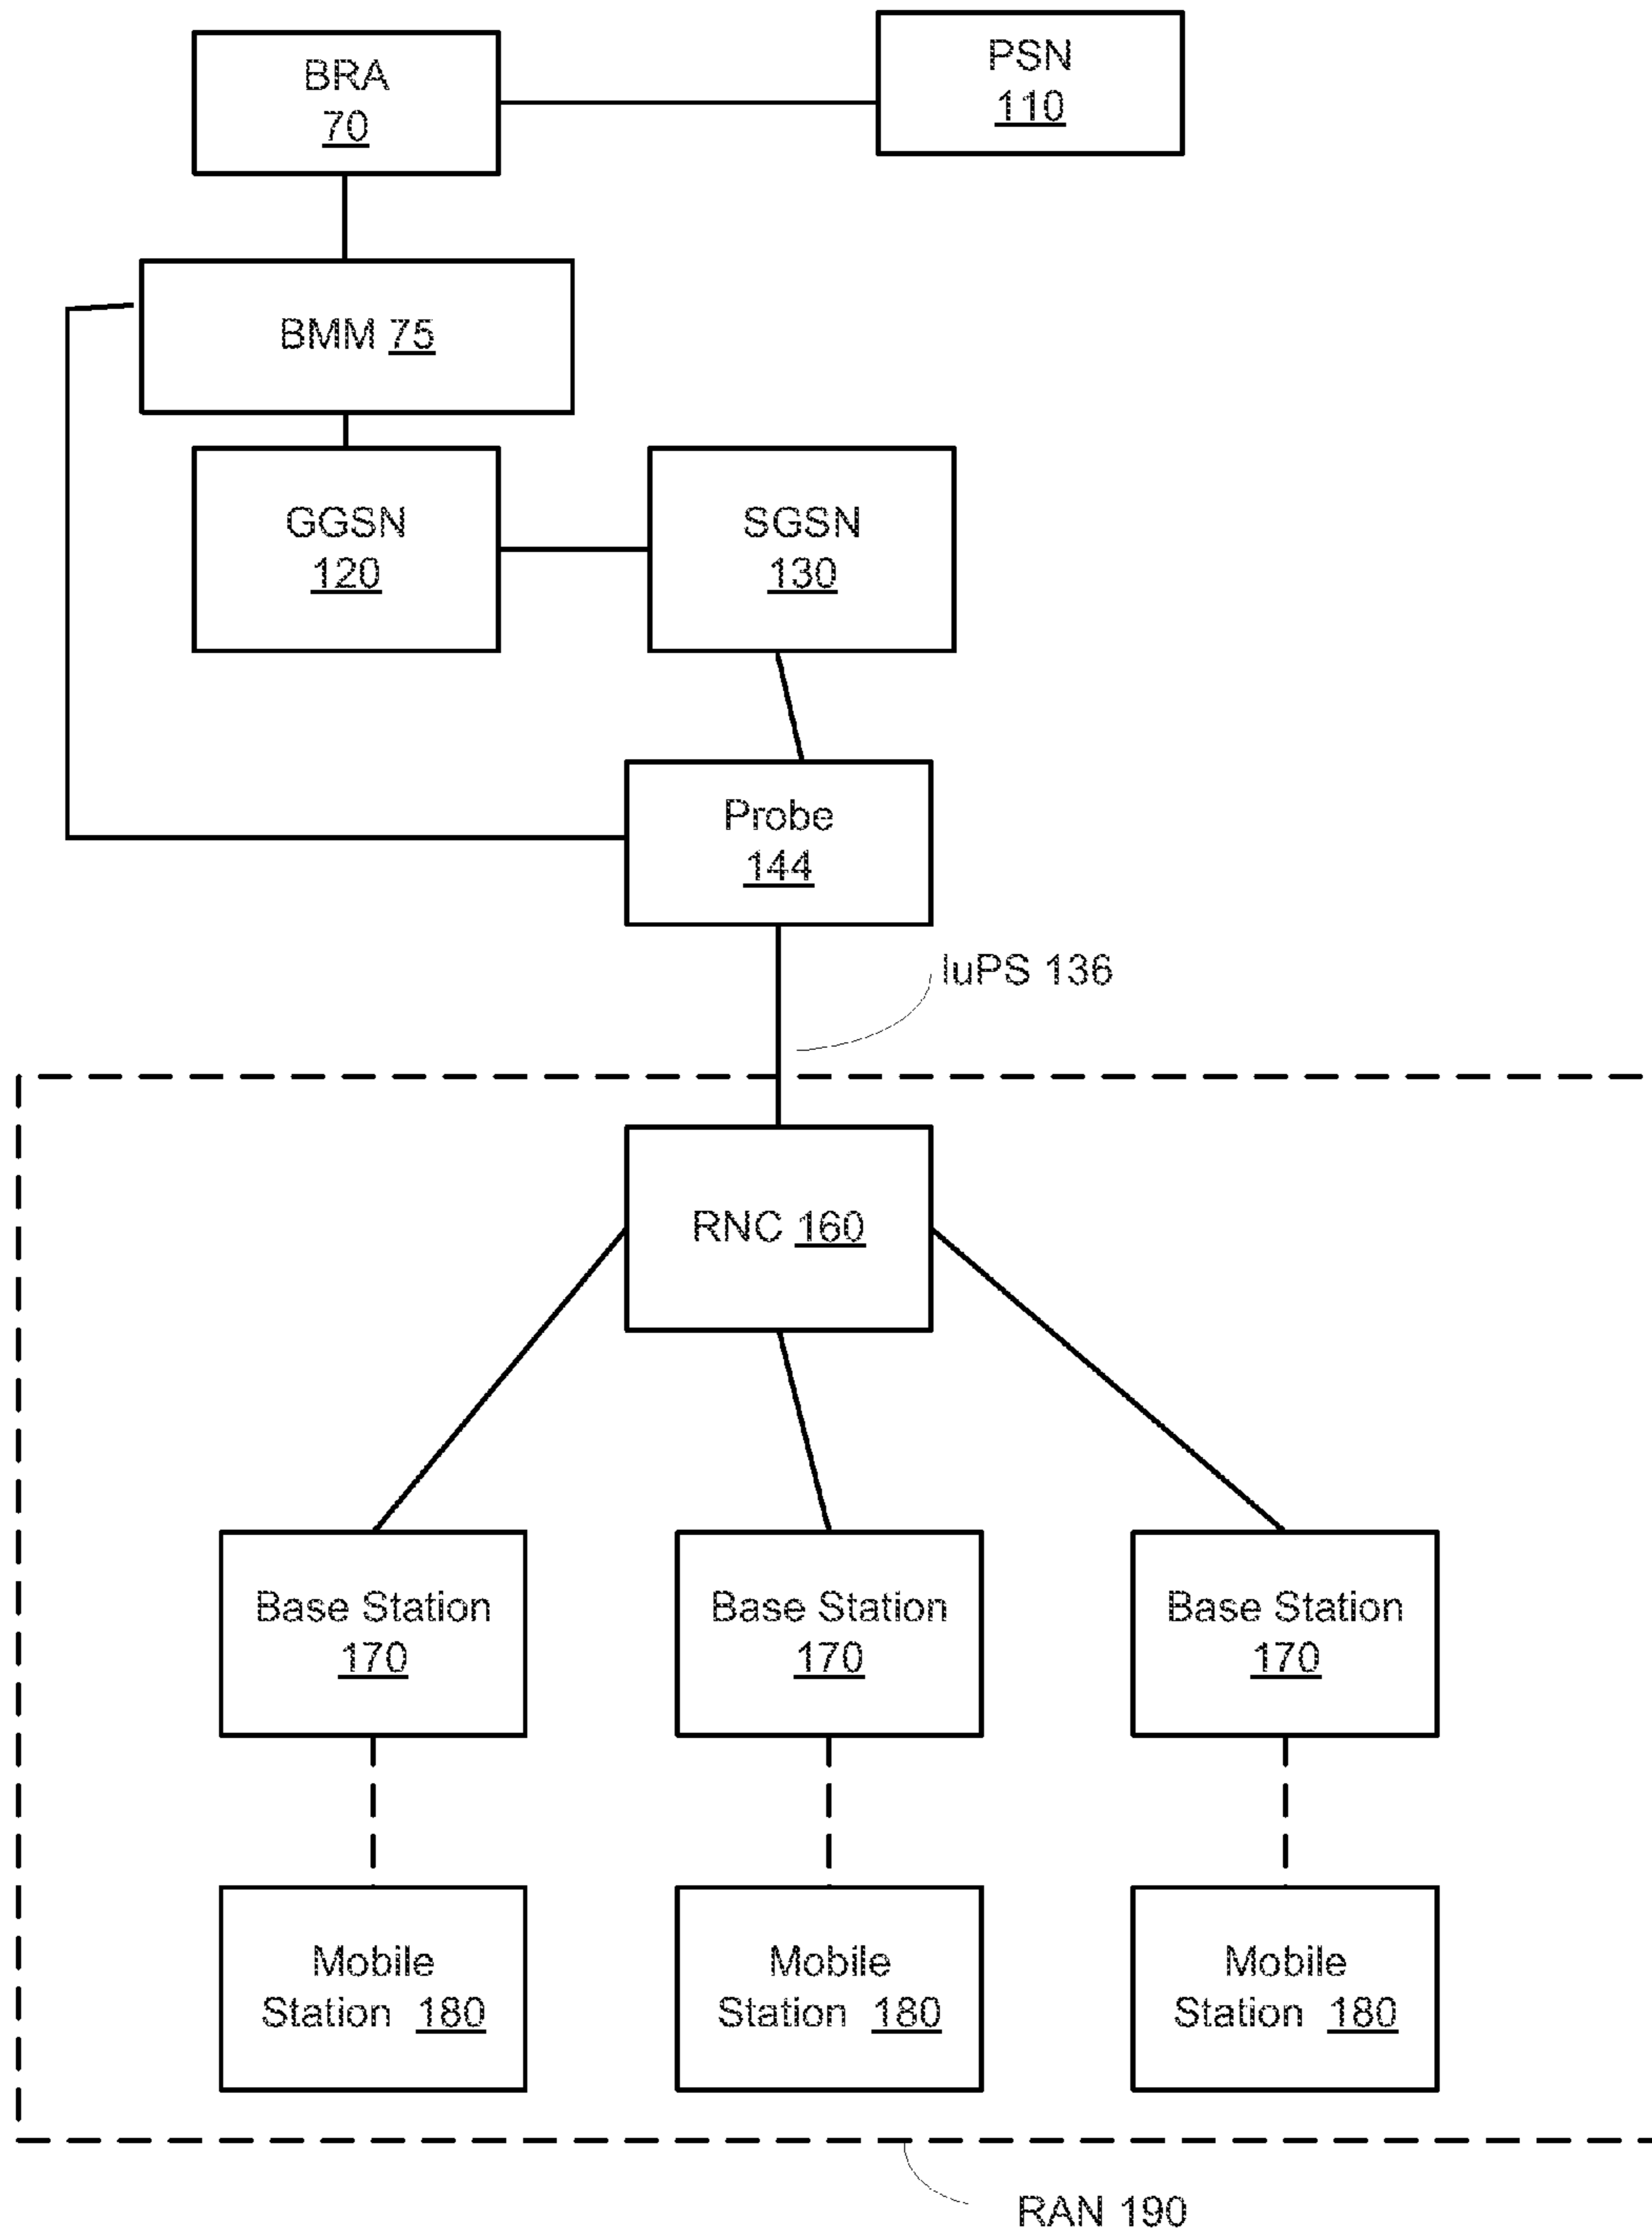 BRA
70
PSN
110
BMM 75
GGSN
120
SGSN
130
Probe
144
IuPS 136
RNC 160
Base Station
170
Base Station
170
Base Station
170
Mobile
Station 180
Mobile
Station 180
Mobile
Station 180
RAN 190